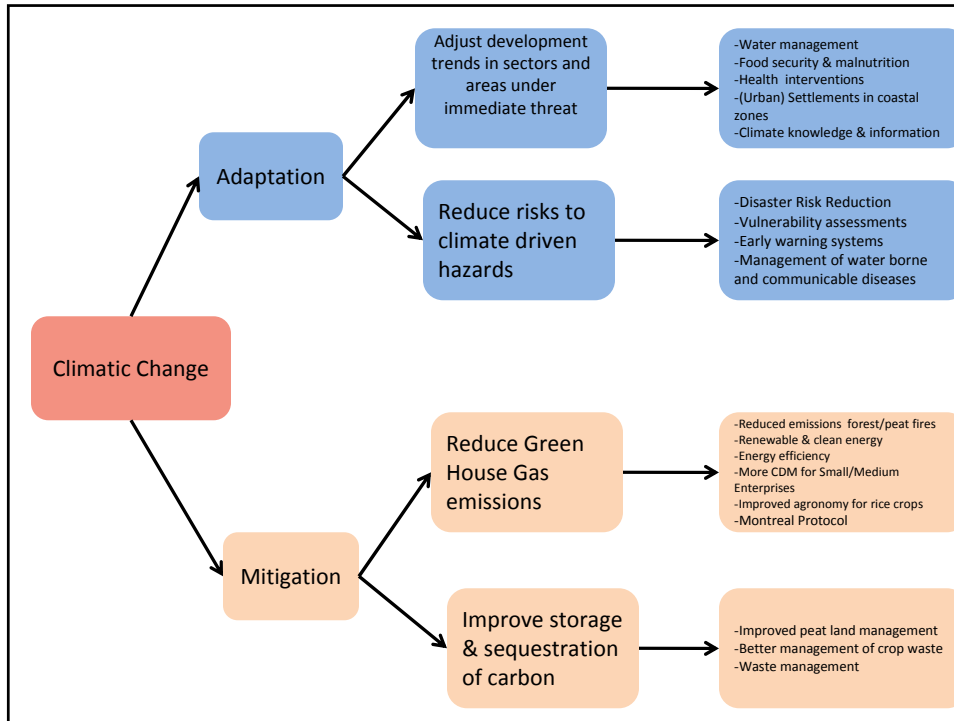 Adjust development
trends in sectors and
areas under
immediate threat
-Water management
-Food security & malnutrition
-Health interventions
-(Urban) Settlements in coastal
zones
-Climate knowledge & information
Adaptation
Reduce risks to
climate driven
hazards
-Disaster Risk Reduction
-Vulnerability assessments
-Early warning systems
-Management of water borne
and communicable diseases
Climatic Change
Reduce Green
House Gas
emissions
-Reduced emissions forest/peat fires
-Renewable & clean energy
-Energy efficiency
-More CDM for Small/Medium
Enterprises
-Improved agronomy for rice crops
-Montreal Protocol
Mitigation
Improve storage
& sequestration
of carbon
-Improved peat land management
-Better management of crop waste
-Waste management